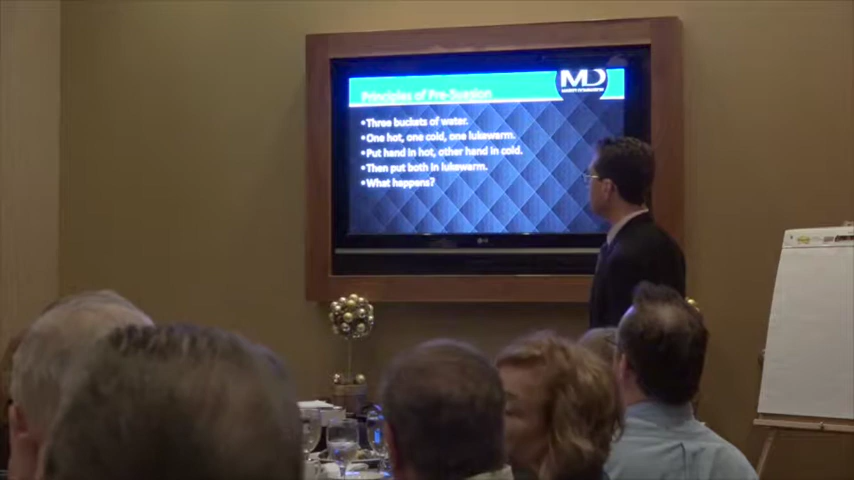 MD
Principles of Pre-Suasion
•Three buckets of water.
•One hot, one cold, one lukewarm.
•Put hand in hot, other hand in cold.
•Then put both in lukewarm.
•What happens?
LG